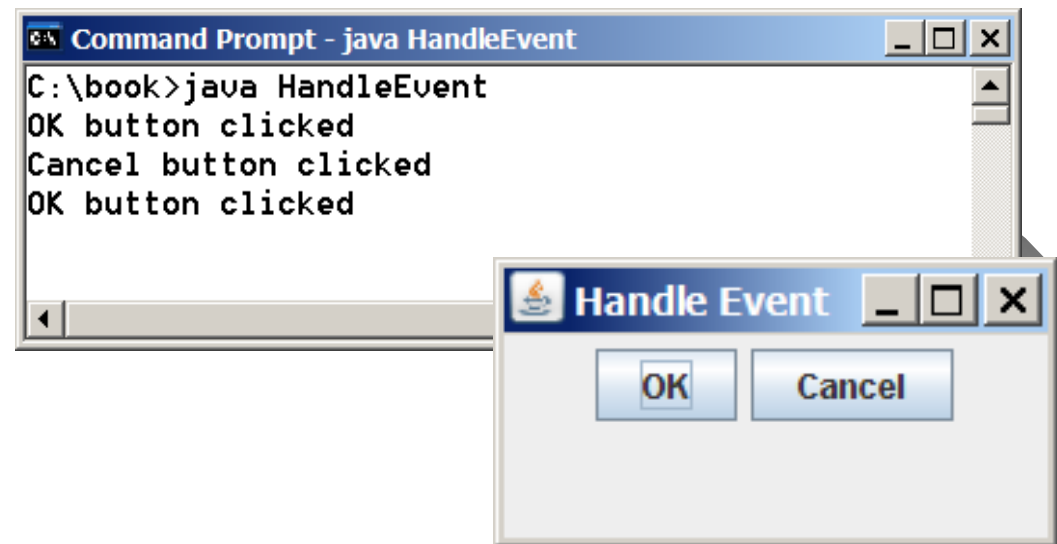 Command Prompt - java HandleEvent
C:\book>java HandleEvent
OK button clicked
Cancel button clicked
OK button clicked
Handle Event
OK Cancel